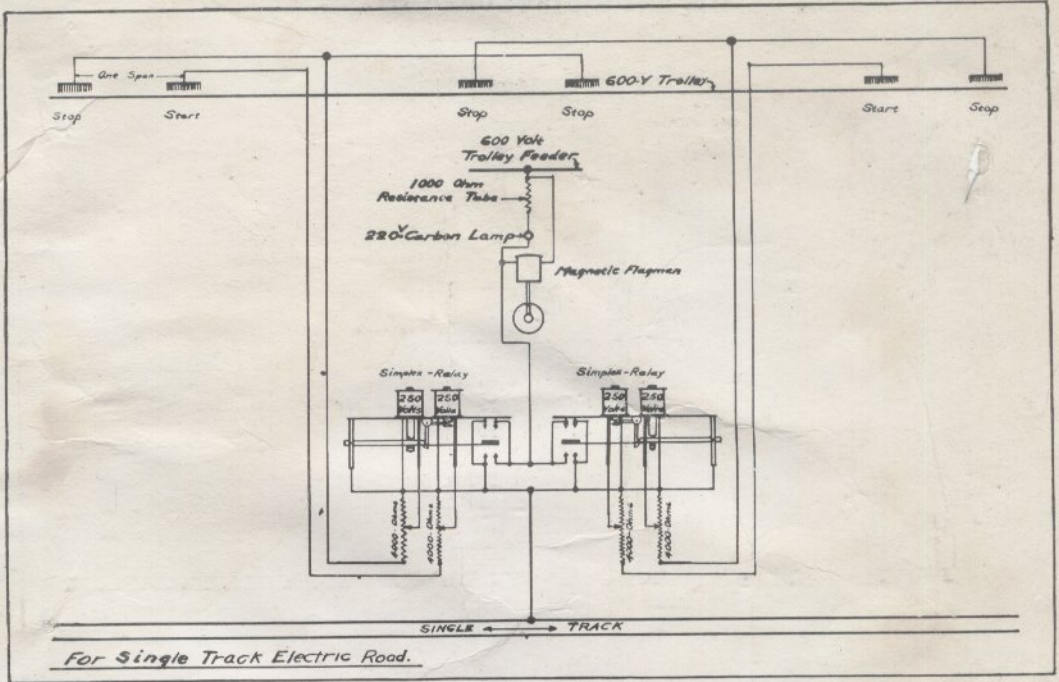 One Span
600-V Trolley
Stop
Start
Stop
Stop
Start
Stop
600 Volt
Trolley Feeder
1000 Ohm
Resistance Tube
220 V Carbon Lamp
Magnetic Flagman
Simplex-Relay
Simplex-Relay
250 Volts
250 Volts
250 Volts
250 Volts
4000-Ohms
4000-Ohms
4000-Ohms
4000-Ohms
SINGLE TRACK
For Single Track Electric Road.